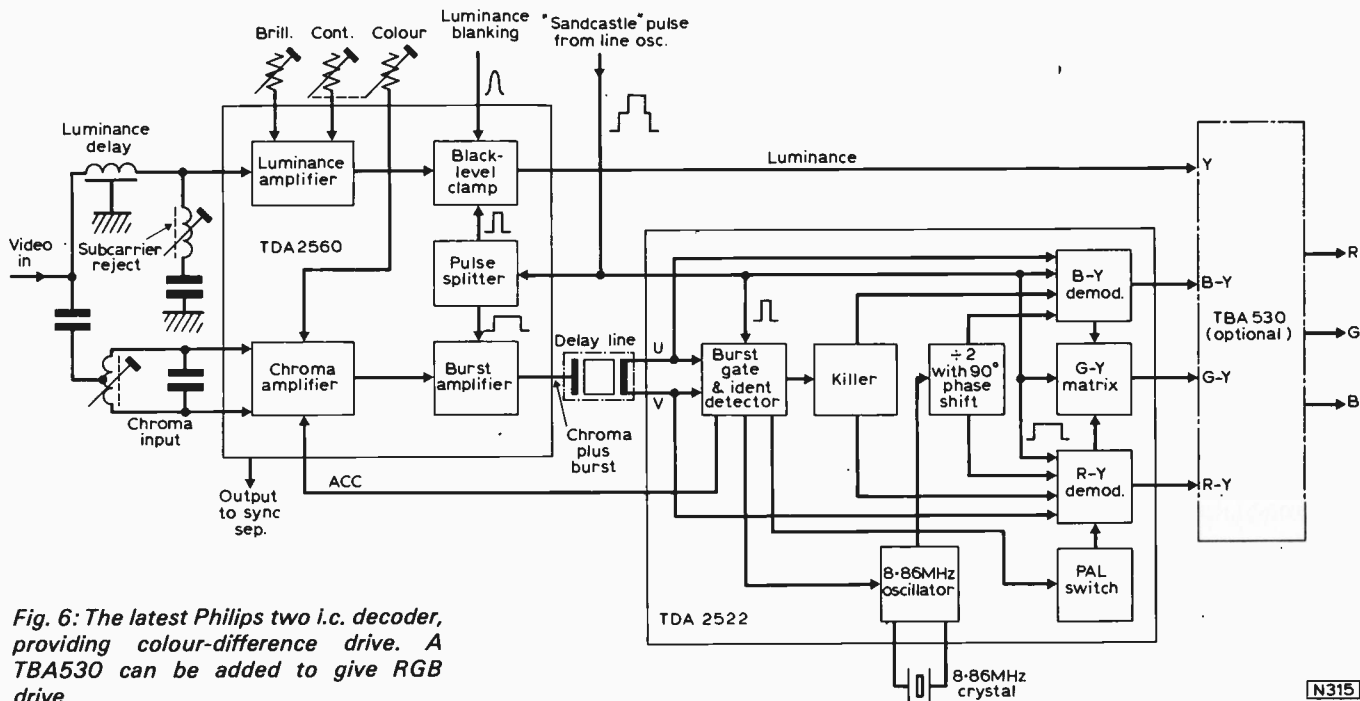 Brill.
Cont.
Colour
Luminance
blanking
"Sandcastle" pulse
from line osc.
Luminance
delay
Luminance
amplifier
Black-
level
clamp
Luminance
Y
Subcarrier
reject
Video
in
TDA2560
Pulse
splitter
B-Y
demod.
B-Y
R
TBA 530
(optional)
G
Delay line
U
V
Chroma
amplifier
Burst
amplifier
Burst
gate
& ident
detector
Killer
÷2
with 90°
phase
shift
G-Y
matrix
G-Y
B
Chroma
input
Chroma
plus
burst
R-Y
demod.
R-Y
ACC
Output
to sync
sep.
8·86MHz
oscillator
PAL
switch
TDA 2522
8·86MHz
crystal
Fig. 6: The latest Philips two i.c. decoder,
providing colour-difference drive. A
TBA530 can be added to give RGB
drive
N315